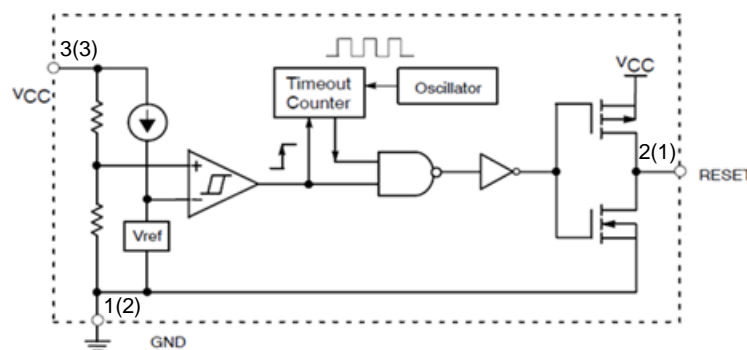 3(3)
VCC
Timeout
Counter
Oscillator
VCC
2(1)
RESET
+
−
Vref
1(2)
GND